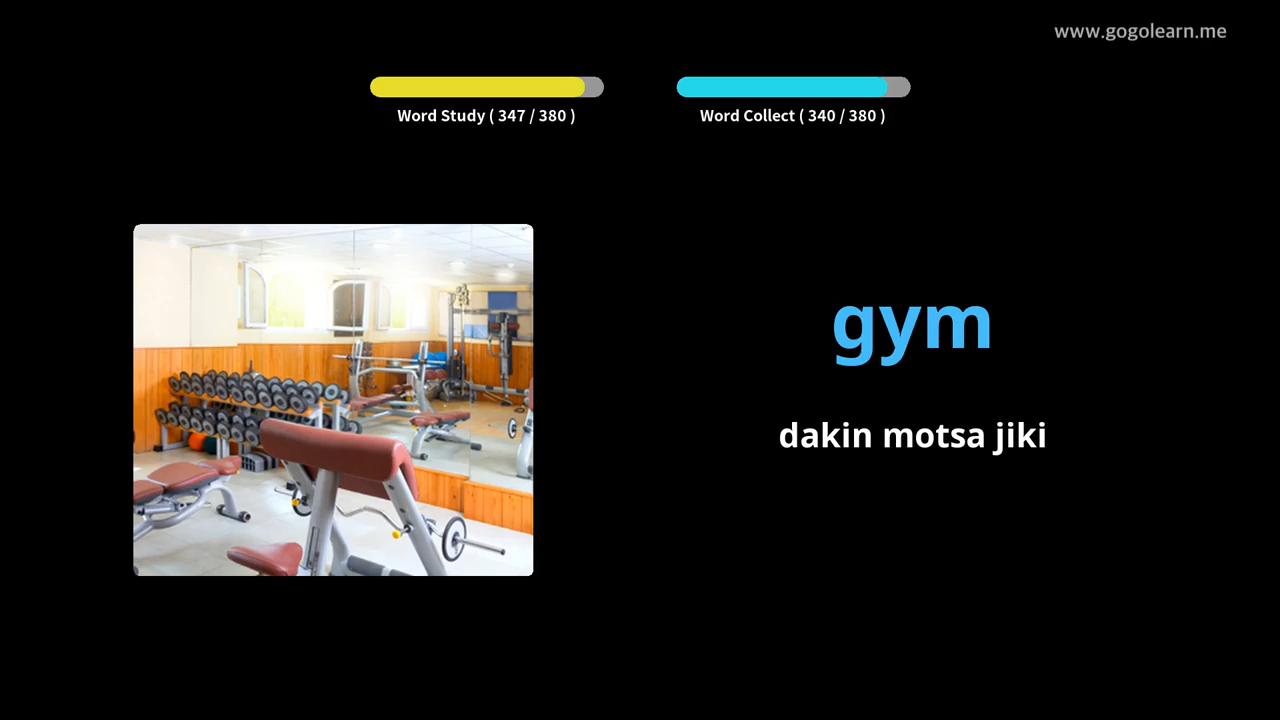 www.gogolearn.me
Word Study ( 347 / 380 )
Word Collect ( 340 / 380 )
gym
dakin motsa jiki